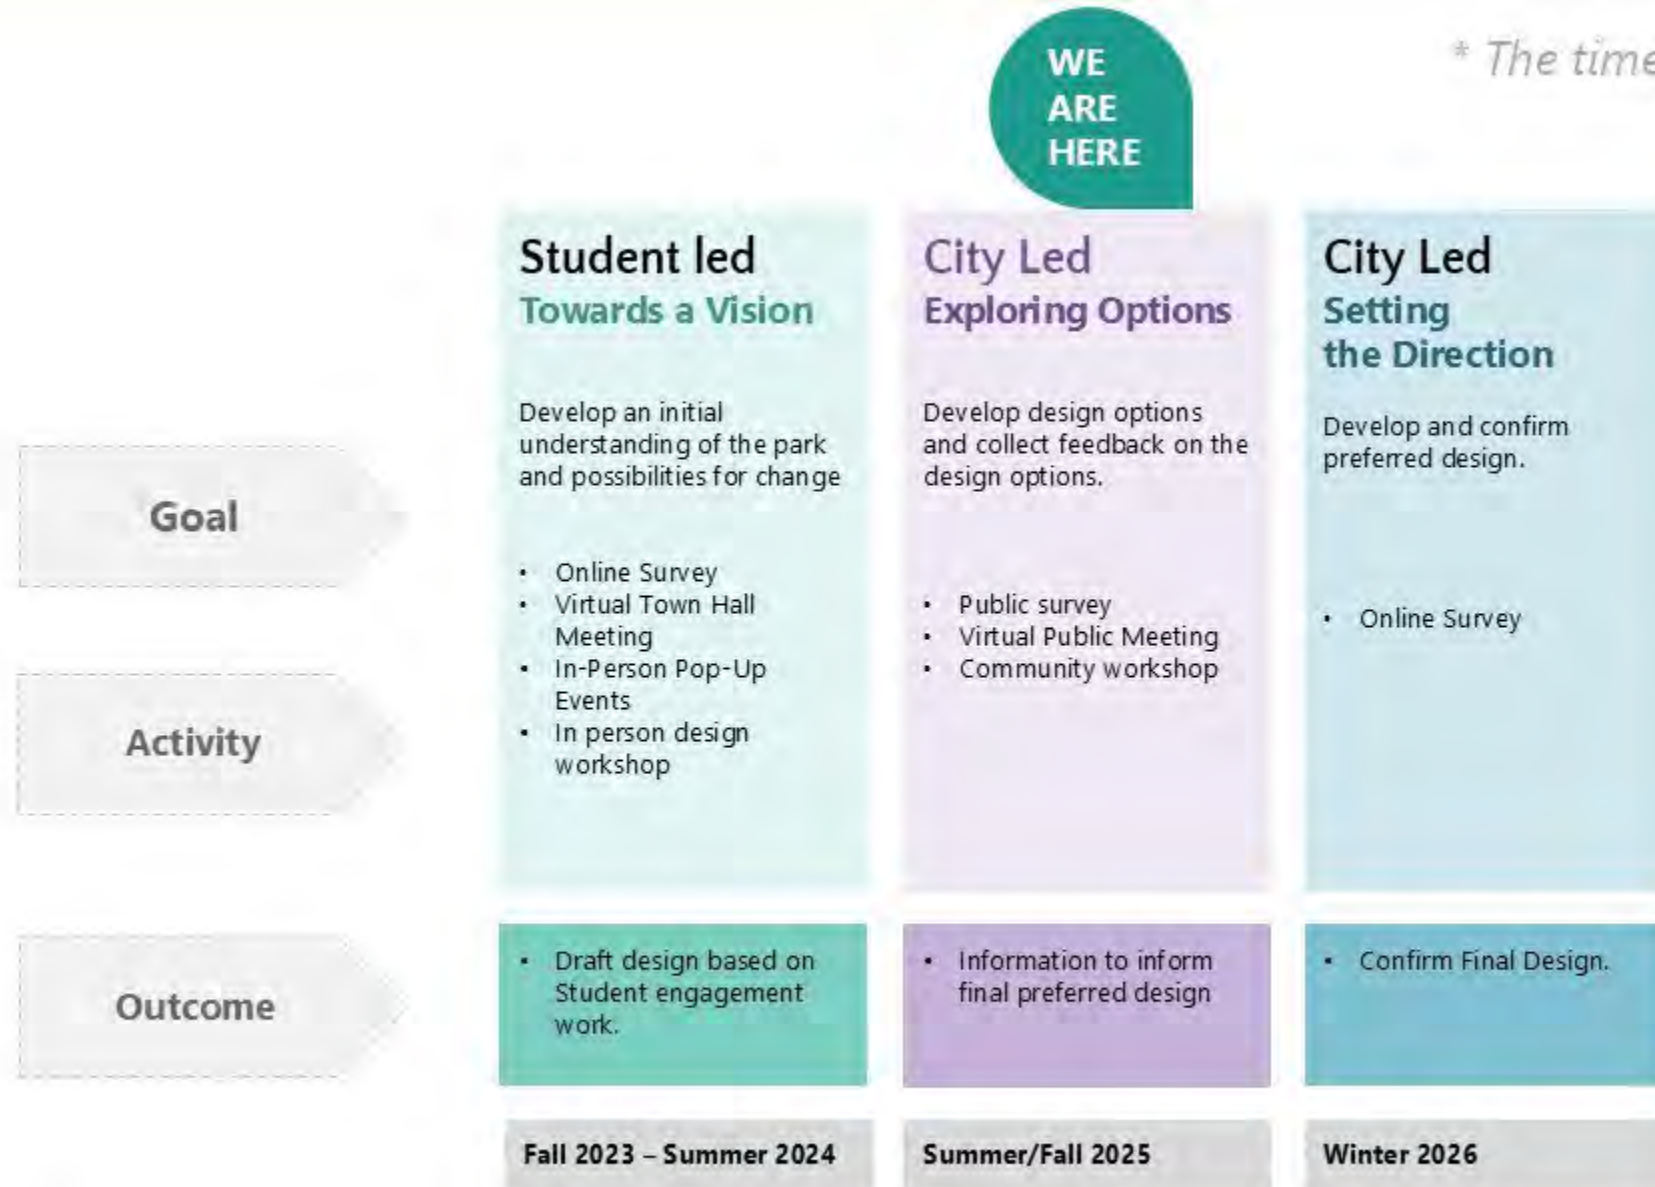 WE
ARE
HERE
* The time
Student led
Towards a Vision
Develop an initial
understanding of the park
and possibilities for change
• Online Survey
• Virtual Town Hall
Meeting
• In-Person Pop-Up
Events
• In person design
workshop
City Led
Exploring Options
Develop design options
and collect feedback on the
design options.
• Public survey
• Virtual Public Meeting
• Community workshop
City Led
Setting
the Direction
Develop and confirm
preferred design.
• Online Survey
Goal
Activity
Outcome
• Draft design based on
Student engagement
work.
• Information to inform
final preferred design
• Confirm Final Design.
Fall 2023 – Summer 2024
Summer/Fall 2025
Winter 2026